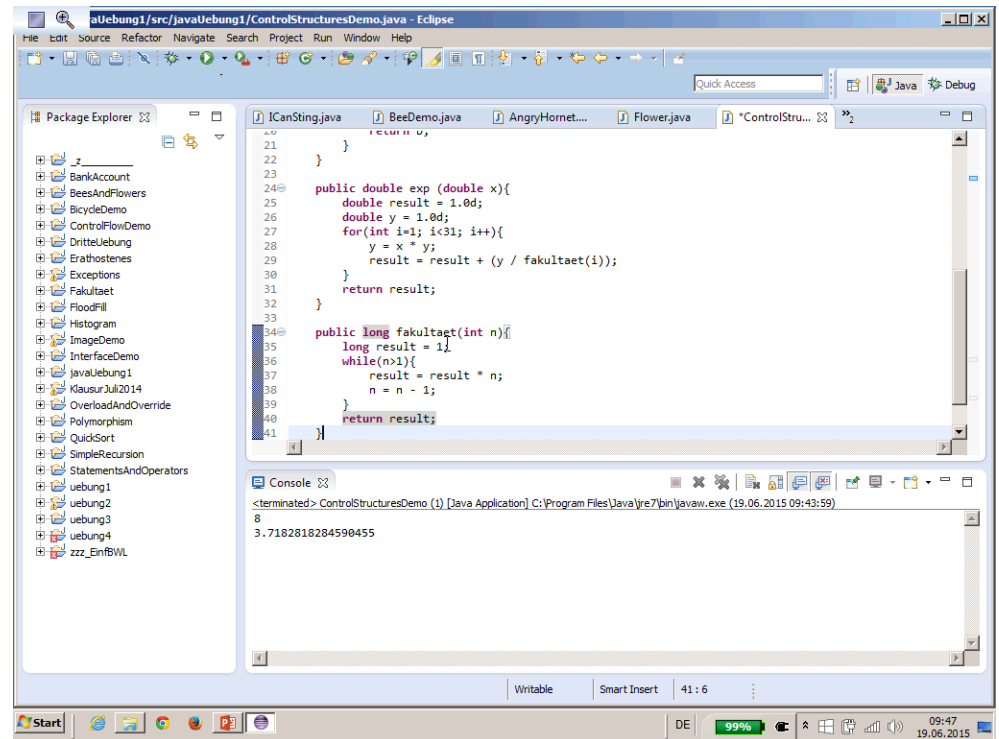 aUebung1/src/javaUebung1/ControlStructuresDemo.java - Eclipse
File Edit Source Refactor Navigate Search Project Run Window Help
Quick Access
Java
Debug
Package Explorer
_z_________
BankAccount
BeesAndFlowers
BicycleDemo
ControlFlowDemo
DritteUebung
Erathostenes
Exceptions
Fakultaet
FloodFill
Histogram
ImageDemo
InterfaceDemo
javaUebung1
KlausurJuli2014
OverloadAndOverride
Polymorphism
QuickSort
SimpleRecursion
StatementsAndOperators
uebung1
uebung2
uebung3
uebung4
zzz_EinfBWL
ICanSting.java BeeDemo.java AngryHornet.... Flower.java *ControlStru... »2
20 return b;
21 }
22 }
23
24 public double exp (double x){
25 double result = 1.0d;
26 double y = 1.0d;
27 for(int i=1; i<31; i++){
28 y = x * y;
29 result = result + (y / fakultaet(i));
30 }
31 return result;
32 }
33
34 public long fakultaet(int n){
35 long result = 1;
36 while(n>1){
37 result = result * n;
38 n = n - 1;
39 }
40 return result;
41 }
Console
<terminated> ControlStructuresDemo (1) [Java Application] C:\Program Files\Java\jre7\bin\javaw.exe (19.06.2015 09:43:59)
8
3.7182818284590455
Writable Smart Insert 41 : 6
Start
DE 99% 09:47
19.06.2015